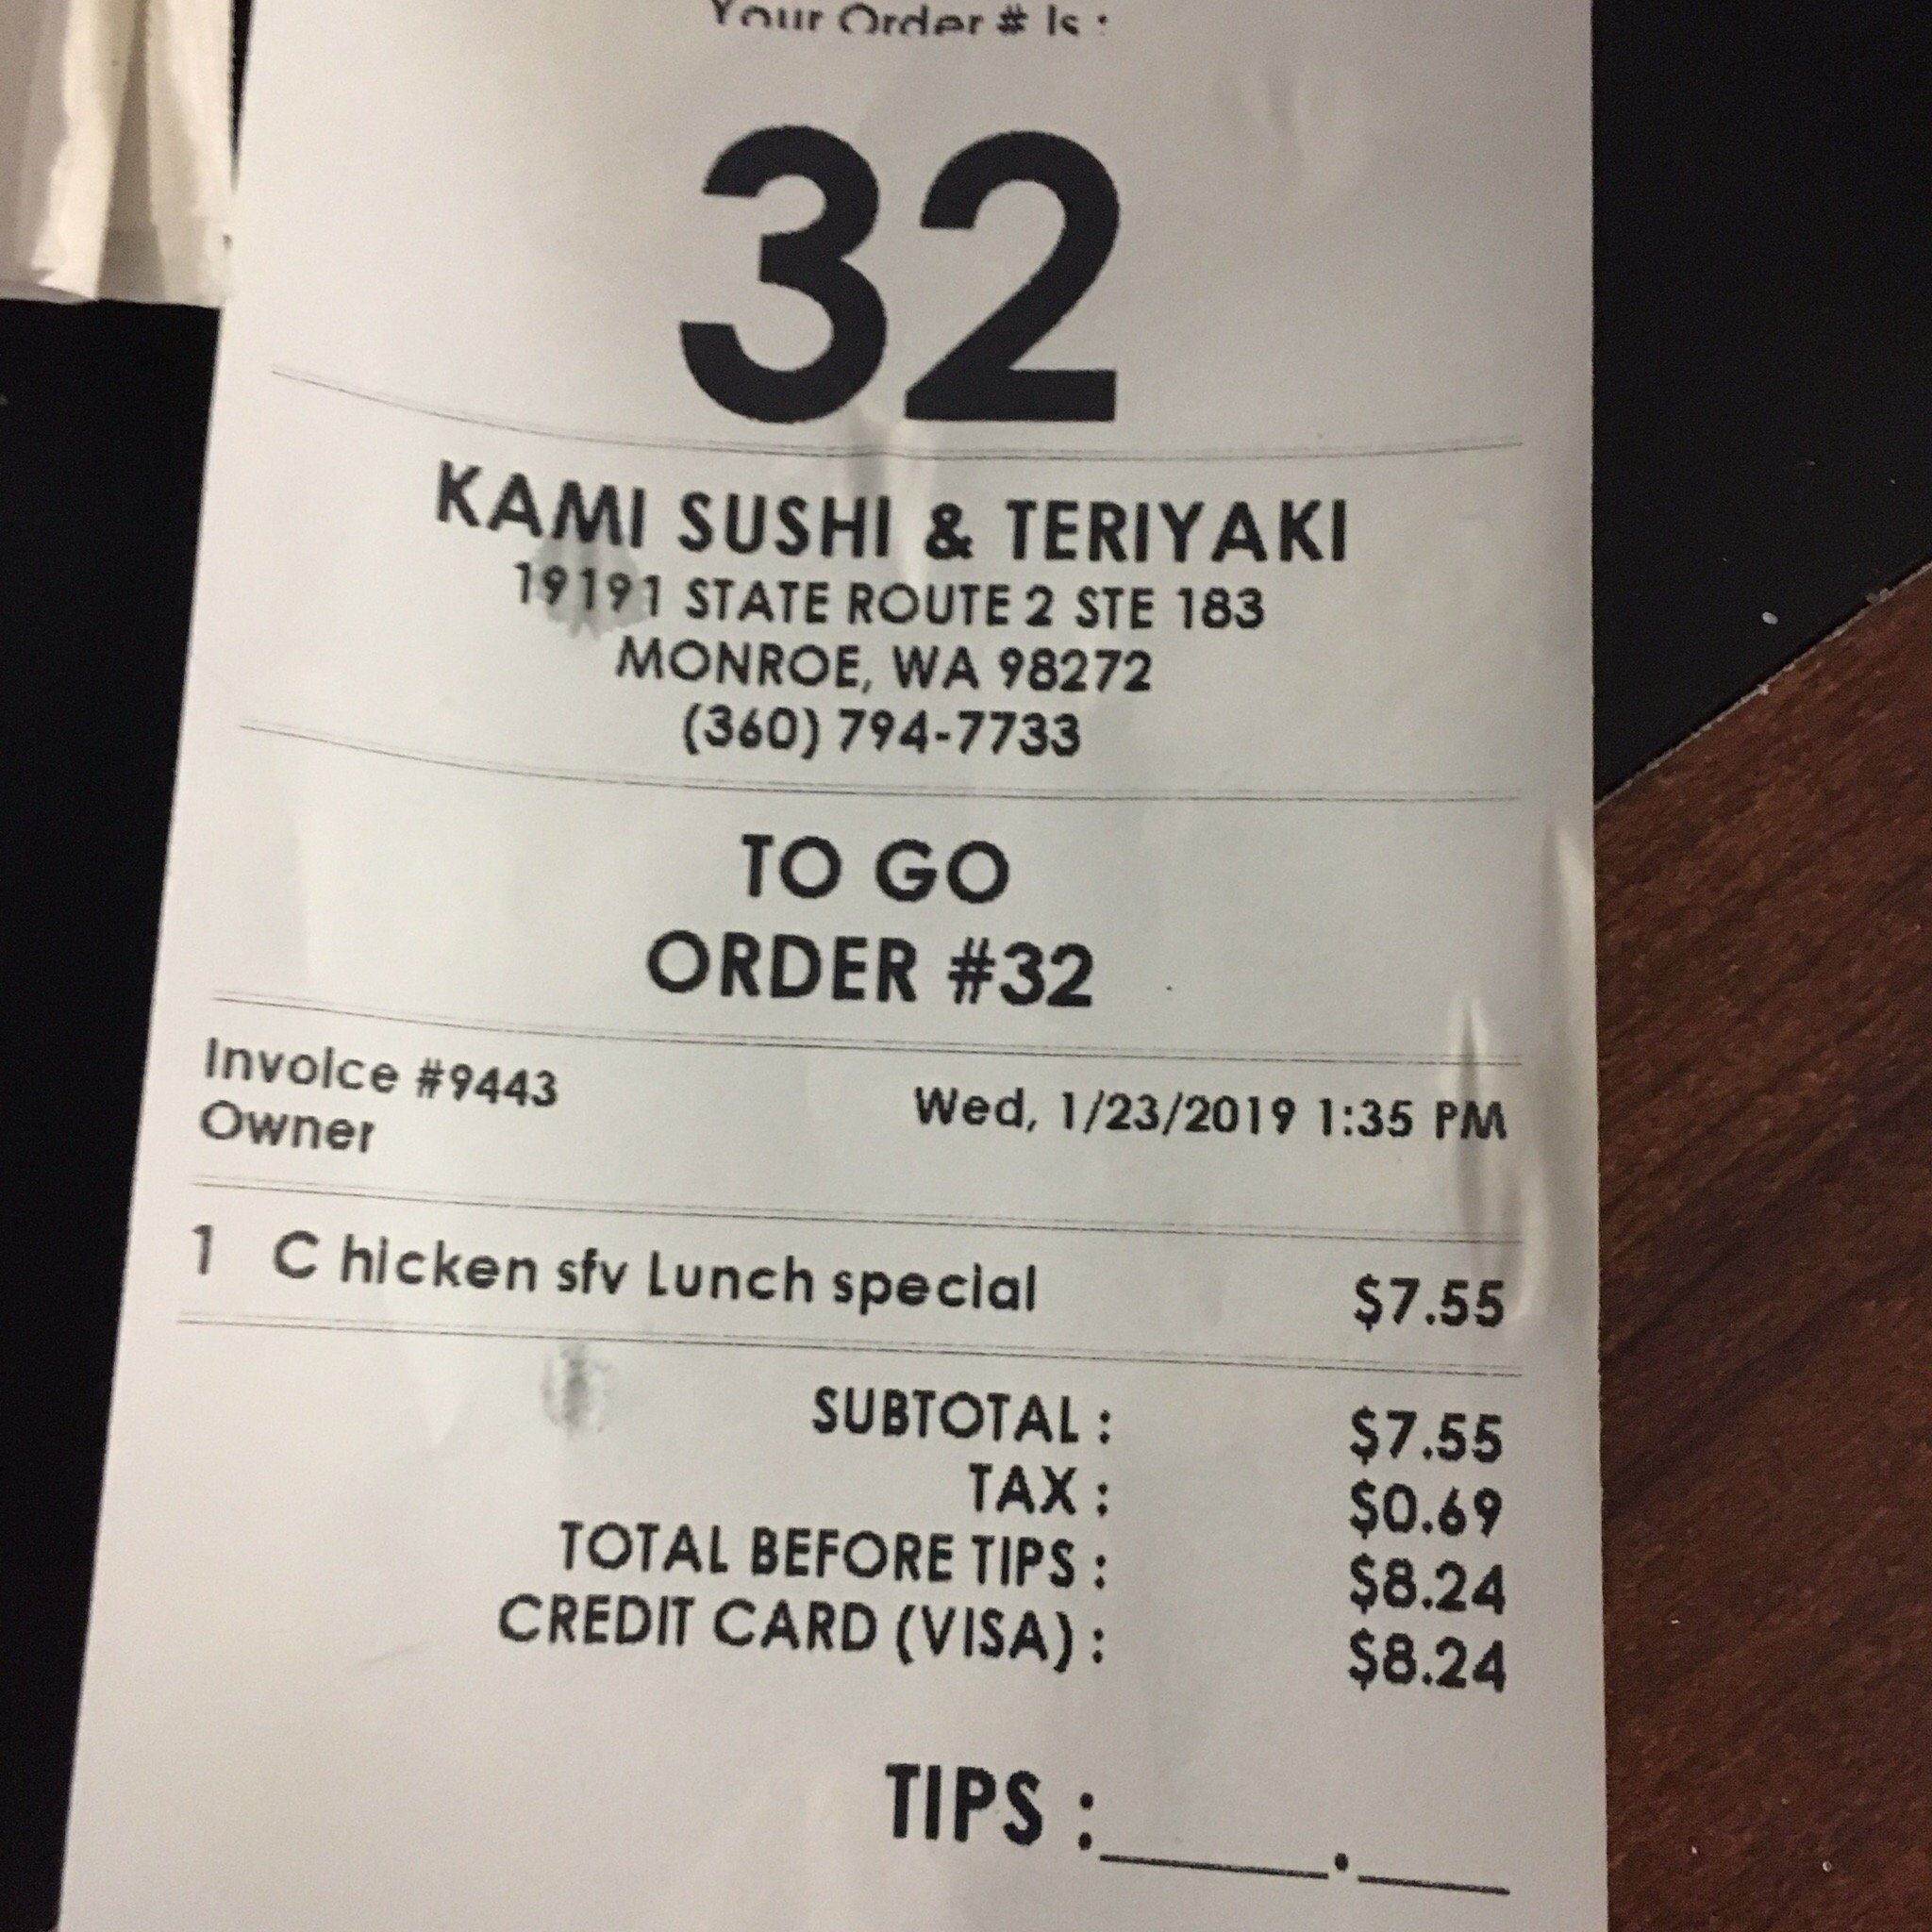 Your Order # Is :
32
KAMI SUSHI & TERIYAKI
19191 STATE ROUTE 2 STE 183
MONROE, WA 98272
(360) 794-7733
TO GO
ORDER #32
Invoice #9443
Owner
Wed, 1/23/2019 1:35 PM
1 C hicken sfv Lunch special $7.55
SUBTOTAL : $7.55
TAX : $0.69
TOTAL BEFORE TIPS : $8.24
CREDIT CARD (VISA) : $8.24
TIPS :_____.___